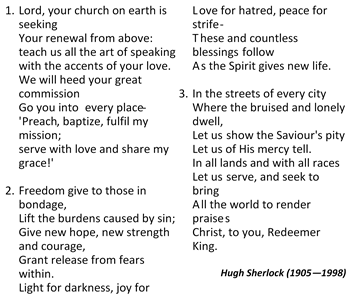 1. Lord, your church on earth is
seeking
Your renewal from above:
teach us all the art of speaking
with the accents of your love.
We will heed your great
commission
Go you into every place-
'Preach, baptize, fulfil my
mission;
serve with love and share my
grace!'
2. Freedom give to those in
bondage,
Lift the burdens caused by sin;
Give new hope, new strength
and courage,
Grant release from fears
within.
Light for darkness, joy for
Love for hatred, peace for
strife-
These and countless
blessings follow
As the Spirit gives new life.
3. In the streets of every city
Where the bruised and lonely
dwell,
Let us show the Saviour's pity
Let us of His mercy tell.
In all lands and with all races
Let us serve, and seek to
bring
All the world to render
praises
Christ, to you, Redeemer
King.
Hugh Sherlock (1905—1998)